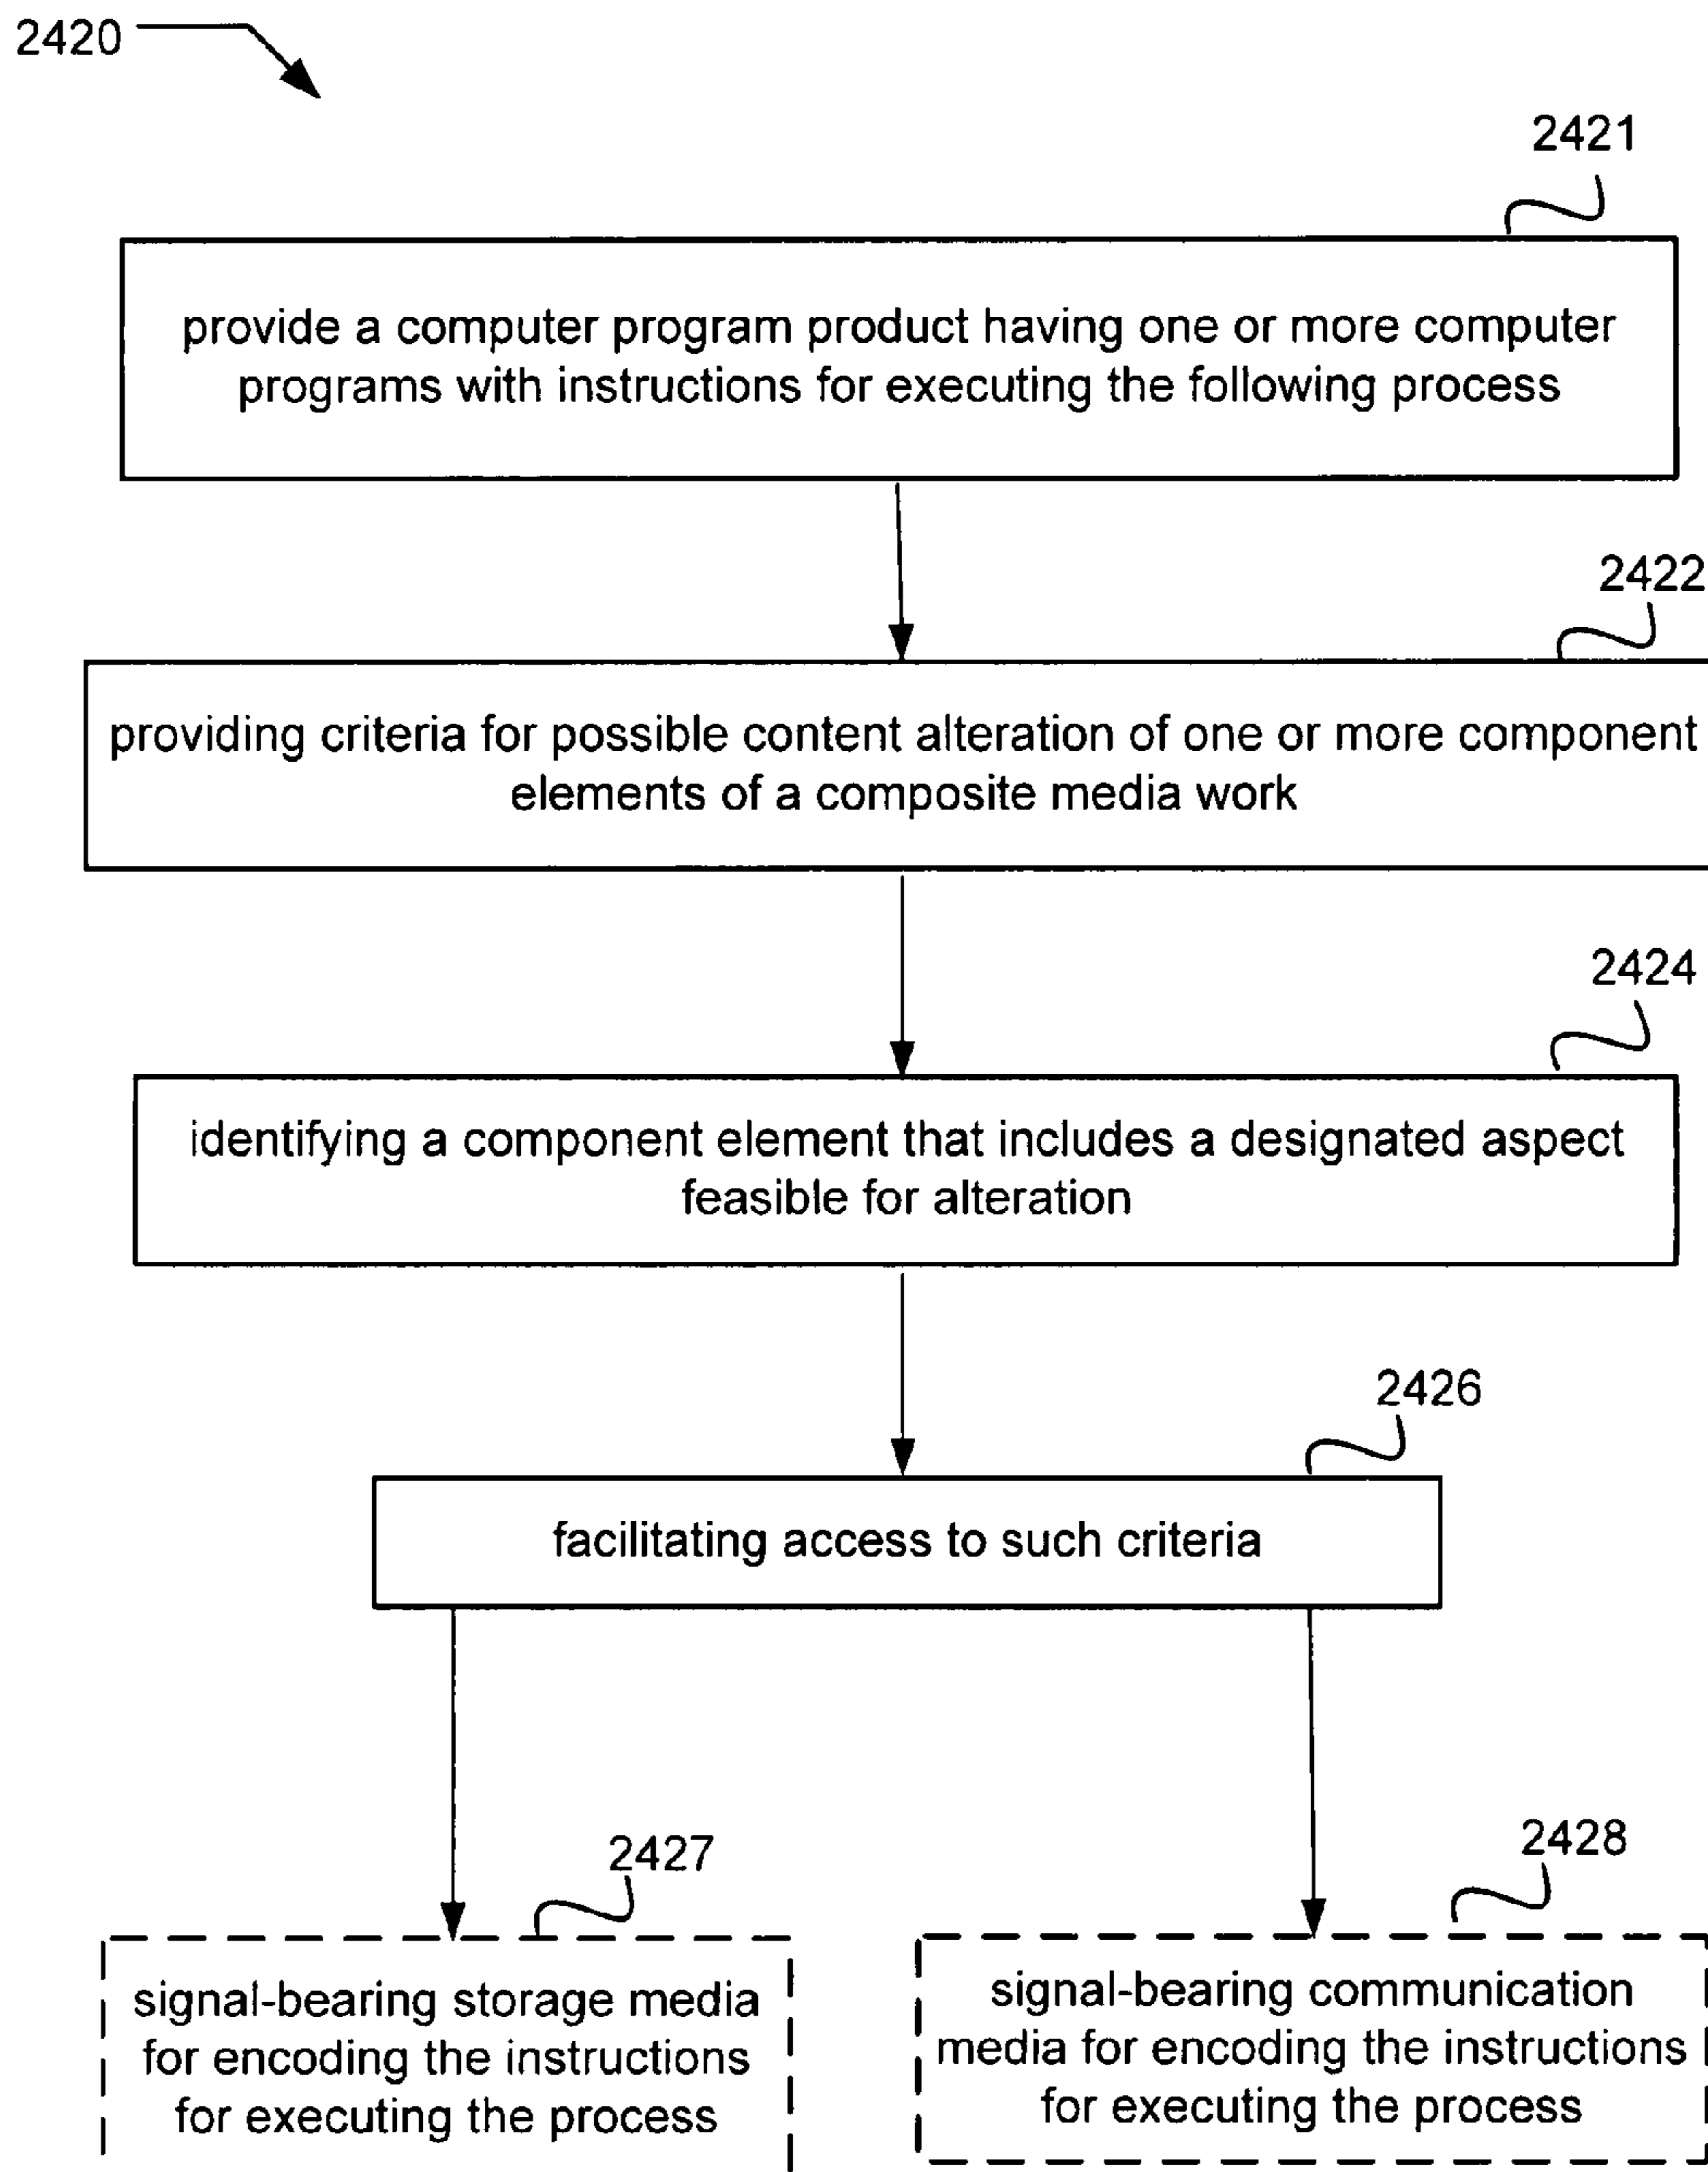 2420
2421
provide a computer program product having one or more computer
programs with instructions for executing the following process
2422
providing criteria for possible content alteration of one or more component
elements of a composite media work
2424
identifying a component element that includes a designated aspect
feasible for alteration
2426
facilitating access to such criteria
2427
signal-bearing storage media
for encoding the instructions
for executing the process
2428
signal-bearing communication
media for encoding the instructions
for executing the process